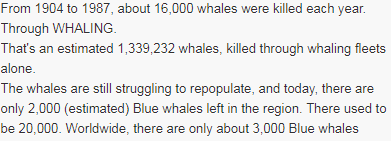 From 1904 to 1987, about 16,000 whales were killed each year.
Through WHALING.
That's an estimated 1,339,232 whales, killed through whaling fleets
alone.
The whales are still struggling to repopulate, and today, there are
only 2,000 (estimated) Blue whales left in the region. There used to
be 20,000. Worldwide, there are only about 3,000 Blue whales